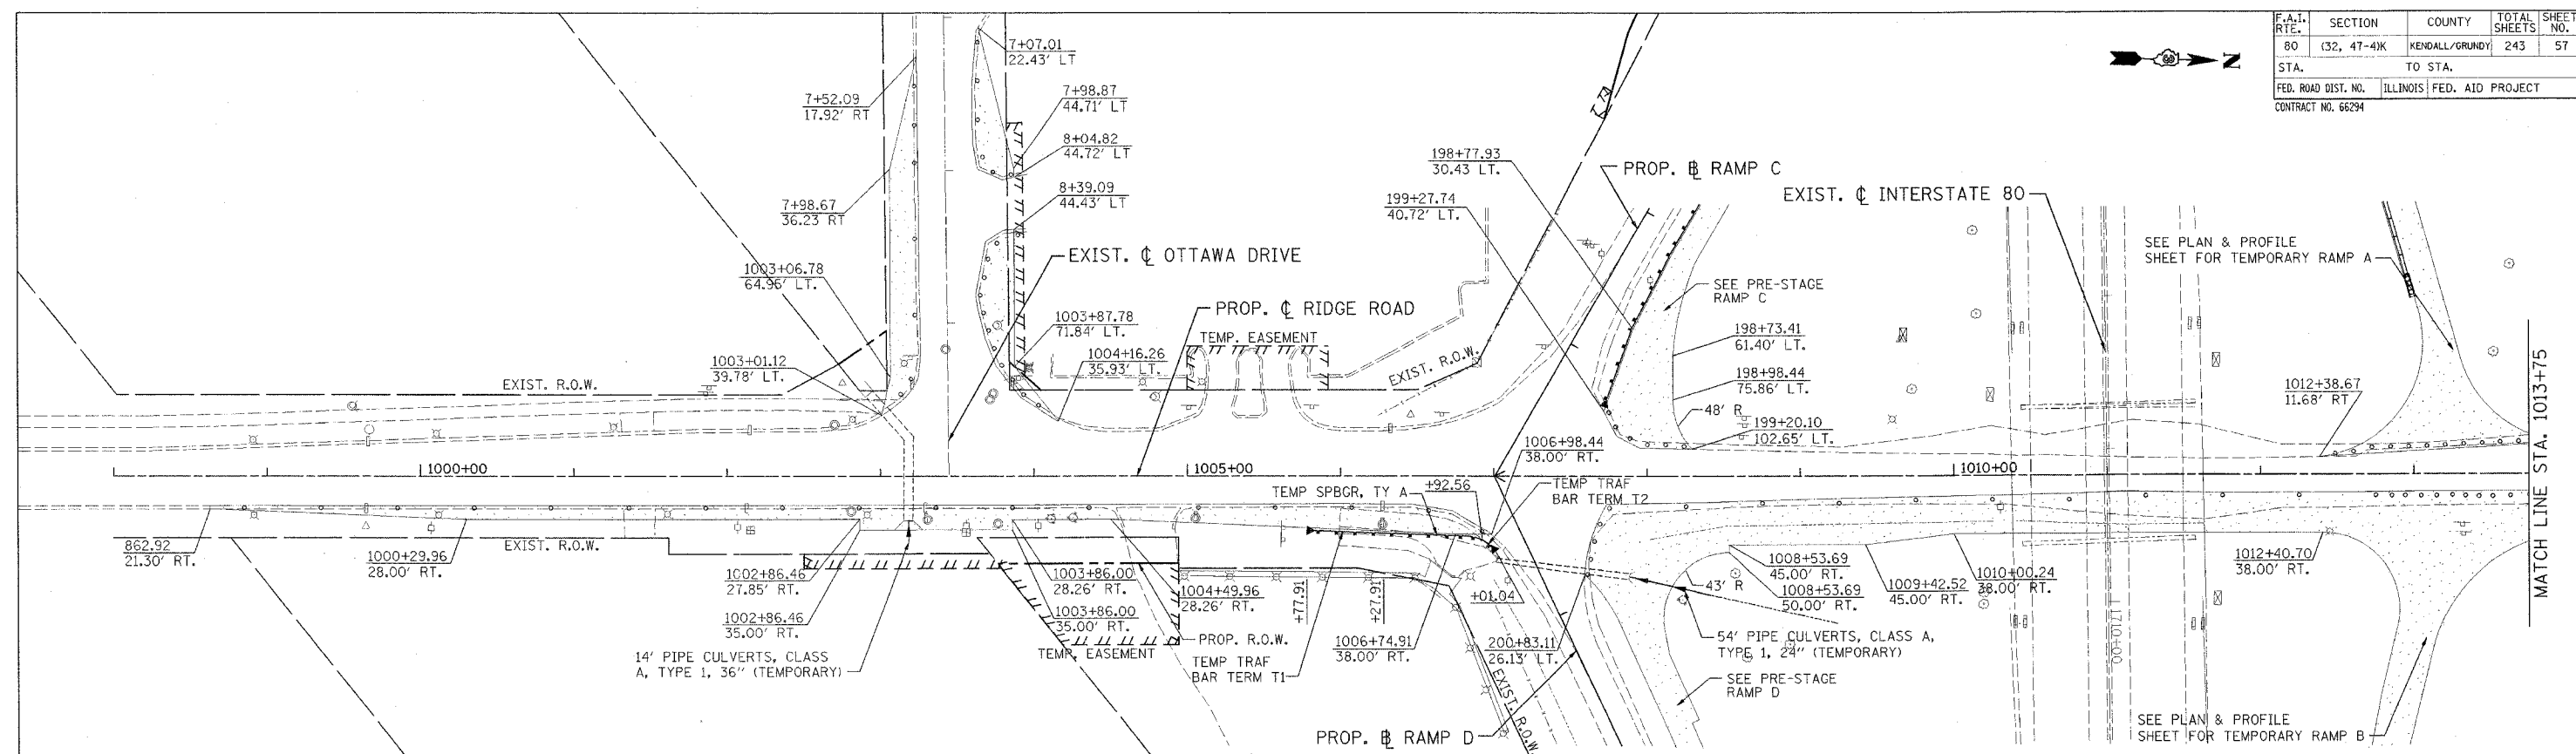 F.A.I. RTE. SECTION COUNTY TOTAL SHEETS SHEET NO.
80 (32, 47-4)K KENDALL/GRUNDY 243 57
STA. TO STA.
FED. ROAD DIST. NO. ILLINOIS FED. AID PROJECT
CONTRACT NO. 66294
N
7+07.01
22.43' LT
7+52.09
17.92' RT
7+98.87
44.71' LT
8+04.82
44.72' LT
8+39.09
44.43' LT
7+98.67
36.23 RT
198+77.93
30.43 LT.
199+27.74
40.72' LT.
PROP. ⅊ RAMP C
EXIST. ℄ INTERSTATE 80
SEE PLAN & PROFILE
SHEET FOR TEMPORARY RAMP A
EXIST. ℄ OTTAWA DRIVE
1003+06.78
64.96' LT.
PROP. ℄ RIDGE ROAD
SEE PRE-STAGE
RAMP C
1003+87.78
71.84' LT.
TEMP. EASEMENT
198+73.41
61.40' LT.
1003+01.12
39.78' LT.
1004+16.26
35.93' LT.
EXIST. R.O.W.
EXIST. R.O.W.
198+98.44
75.86' LT.
48' R
199+20.10
102.65' LT.
1012+38.67
11.68' RT
1006+98.44
38.00' RT.
1000+00
1005+00
1010+00
MATCH LINE STA. 1013+75
TEMP SPBGR, TY A
+92.56
TEMP TRAF
BAR TERM T2
862.92
21.30' RT.
1000+29.96
28.00' RT.
EXIST. R.O.W.
1002+86.46
27.85' RT.
1002+86.46
35.00' RT.
1003+86.00
28.26' RT.
1003+86.00
35.00' RT.
1004+49.96
28.26' RT.
+77.91
+27.91
+01.04
43' R
1008+53.69
45.00' RT.
1008+53.69
50.00' RT.
1009+42.52
45.00' RT.
1010+00.24
38.00' RT.
1012+40.70
38.00' RT.
14' PIPE CULVERTS, CLASS
A, TYPE 1, 36" (TEMPORARY)
TEMP. EASEMENT
PROP. R.O.W.
TEMP TRAF
BAR TERM T1
1006+74.91
38.00' RT.
200+83.11
26.13' LT.
54' PIPE CULVERTS, CLASS A,
TYPE 1, 24" (TEMPORARY)
1710+00
EXIST. R.O.W.
SEE PRE-STAGE
RAMP D
PROP. ⅊ RAMP D
SEE PLAN & PROFILE
SHEET FOR TEMPORARY RAMP B